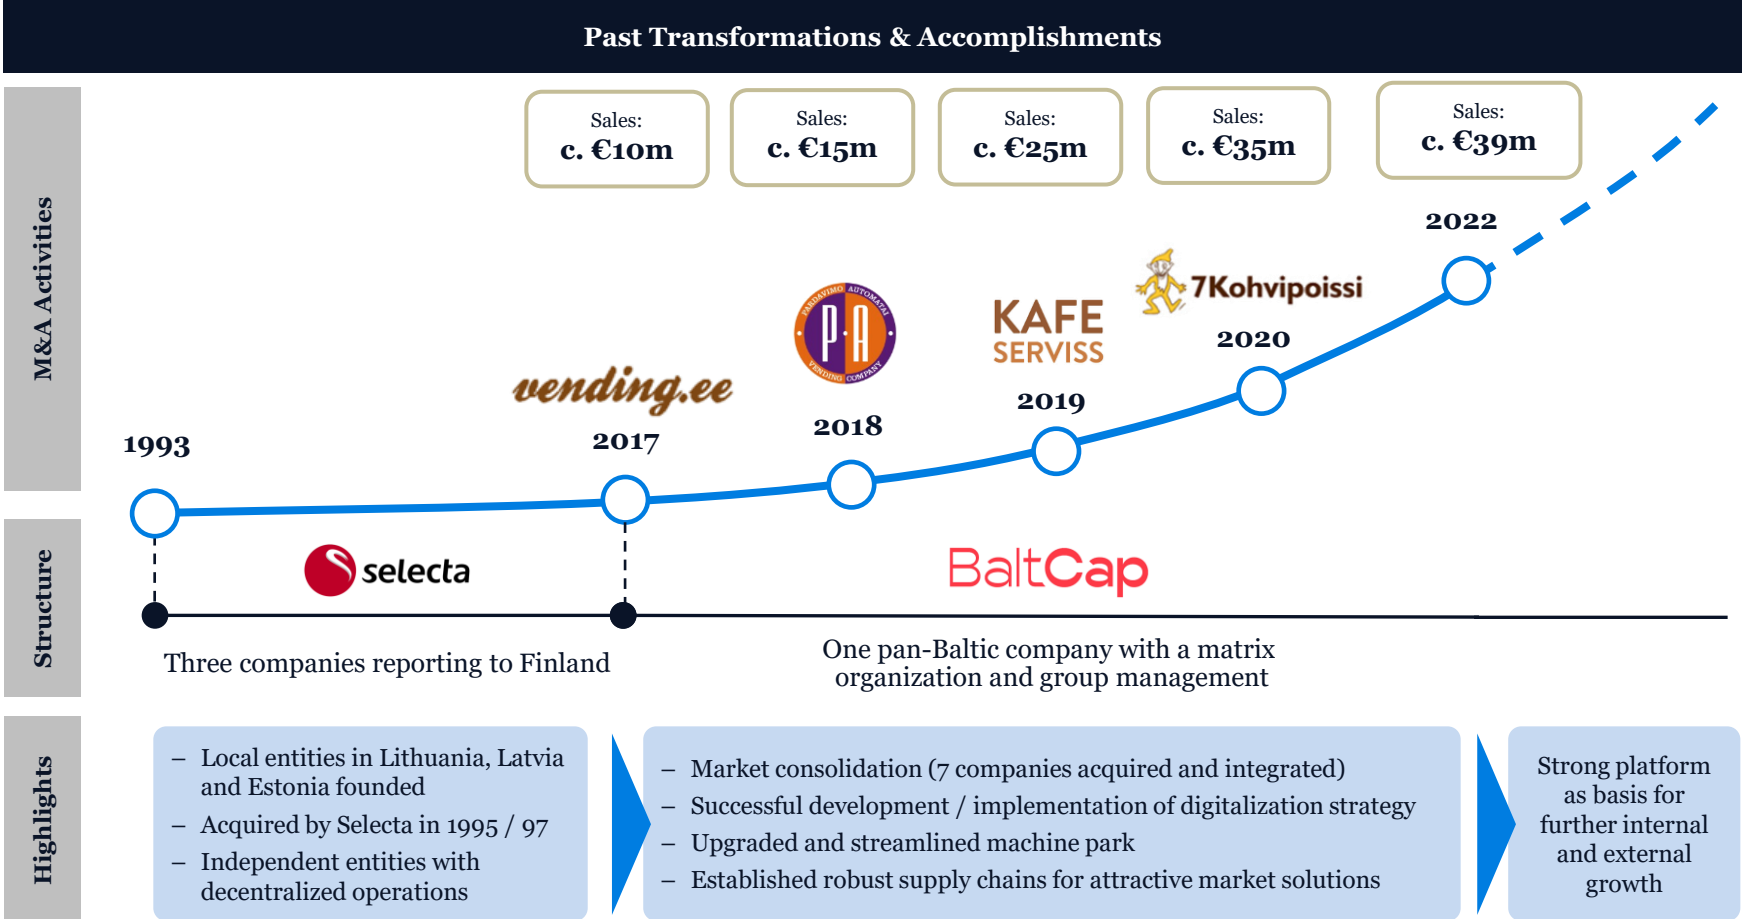 Past Transformations & Accomplishments
M&A Activities
Sales:
c. €10m
Sales:
c. €15m
Sales:
c. €25m
Sales:
c. €35m
Sales:
c. €39m
1993
vending.ee
2017
PARDAVIMO AUTOMATAI
P·A
VENDING COMPANY
2018
KAFE
SERVISS
2019
7Kohvipoissi
2020
2022
Structure
selecta
BaltCap
Three companies reporting to Finland
One pan-Baltic company with a matrix
organization and group management
Highlights
– Local entities in Lithuania, Latvia
and Estonia founded
– Acquired by Selecta in 1995 / 97
– Independent entities with
decentralized operations
– Market consolidation (7 companies acquired and integrated)
– Successful development / implementation of digitalization strategy
– Upgraded and streamlined machine park
– Established robust supply chains for attractive market solutions
Strong platform
as basis for
further internal
and external
growth